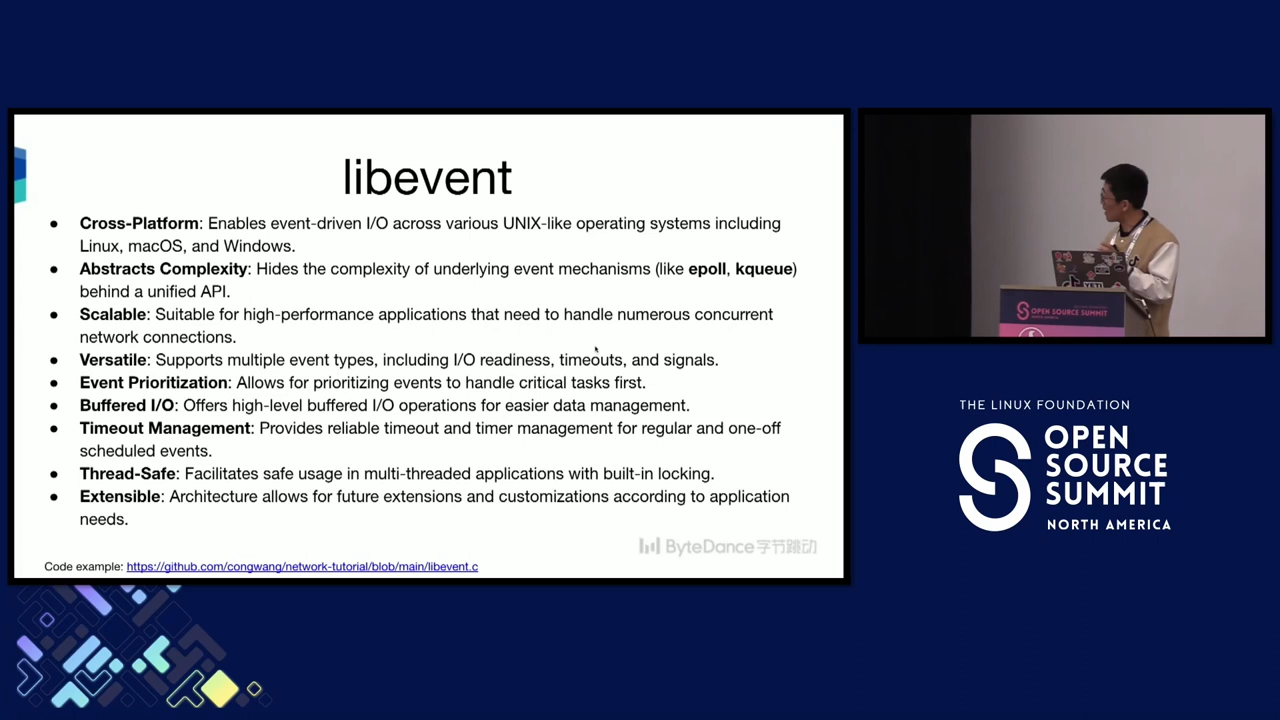 libevent
● Cross-Platform: Enables event-driven I/O across various UNIX-like operating systems including
Linux, macOS, and Windows.
● Abstracts Complexity: Hides the complexity of underlying event mechanisms (like epoll, kqueue)
behind a unified API.
● Scalable: Suitable for high-performance applications that need to handle numerous concurrent
network connections.
● Versatile: Supports multiple event types, including I/O readiness, timeouts, and signals.
● Event Prioritization: Allows for prioritizing events to handle critical tasks first.
● Buffered I/O: Offers high-level buffered I/O operations for easier data management.
● Timeout Management: Provides reliable timeout and timer management for regular and one-off
scheduled events.
● Thread-Safe: Facilitates safe usage in multi-threaded applications with built-in locking.
● Extensible: Architecture allows for future extensions and customizations according to application
needs.
ByteDance字节跳动
Code example: https://github.com/congwang/network-tutorial/blob/main/libevent.c
YETI
OPEN SOURCE SUMMIT
THE LINUX FOUNDATION
OPEN
SOURCE
SUMMIT
NORTH AMERICA